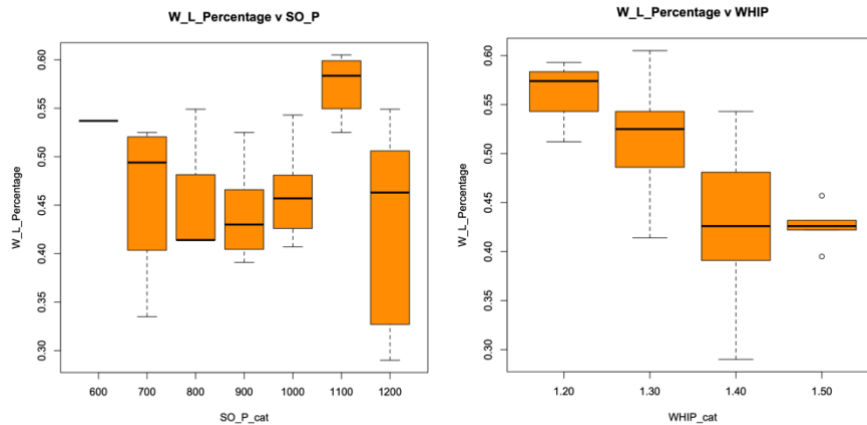 W_L_Percentage v SO_P
W_L_Percentage
0.60
0.55
0.50
0.45
0.40
0.35
0.30
600 700 800 900 1000 1100 1200
SO_P_cat
W_L_Percentage v WHIP
W_L_Percentage
0.60
0.55
0.50
0.45
0.40
0.35
0.30
1.20 1.30 1.40 1.50
WHIP_cat